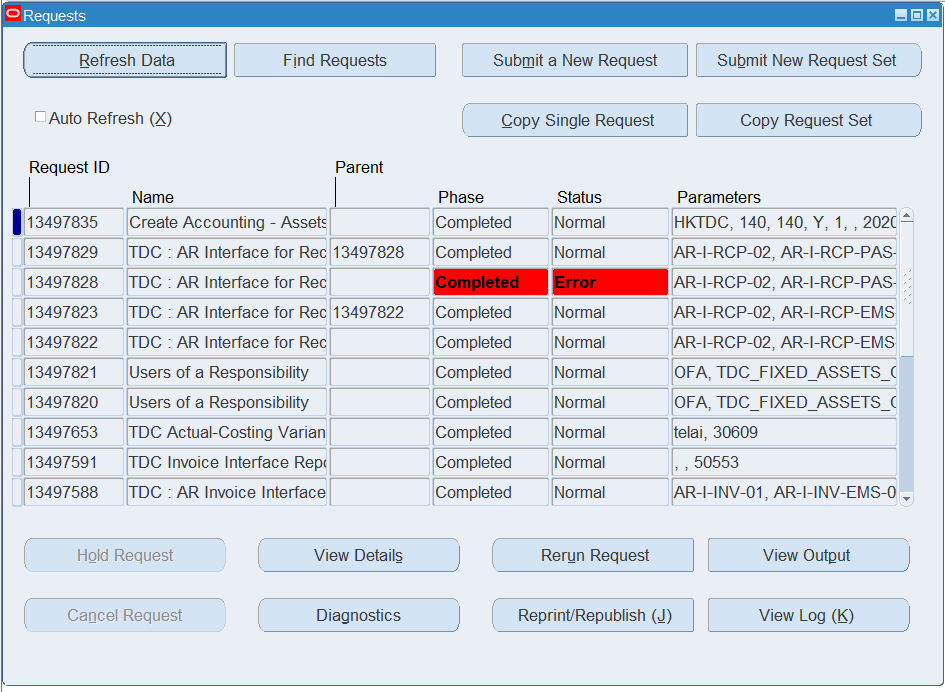 Requests
Refresh Data Find Requests Submit a New Request Submit New Request Set
Auto Refresh (X) Copy Single Request Copy Request Set
Request ID Parent
Name Phase Status Parameters
13497835 Create Accounting - Assets Completed Normal HKTDC, 140, 140, Y, 1, , 2020
13497829 TDC : AR Interface for Rec 13497828 Completed Normal AR-I-RCP-02, AR-I-RCP-PAS-
13497828 TDC : AR Interface for Rec Completed Error AR-I-RCP-02, AR-I-RCP-PAS-
13497823 TDC : AR Interface for Rec 13497822 Completed Normal AR-I-RCP-02, AR-I-RCP-EMS
13497822 TDC : AR Interface for Rec Completed Normal AR-I-RCP-02, AR-I-RCP-EMS
13497821 Users of a Responsibility Completed Normal OFA, TDC_FIXED_ASSETS_
13497820 Users of a Responsibility Completed Normal OFA, TDC_FIXED_ASSETS_
13497653 TDC Actual-Costing Varian Completed Normal telai, 30609
13497591 TDC Invoice Interface Repo Completed Normal , , 50553
13497588 TDC : AR Invoice Interface Completed Normal AR-I-INV-01, AR-I-INV-EMS-0
Hold Request View Details Rerun Request View Output
Cancel Request Diagnostics Reprint/Republish (J) View Log (K)